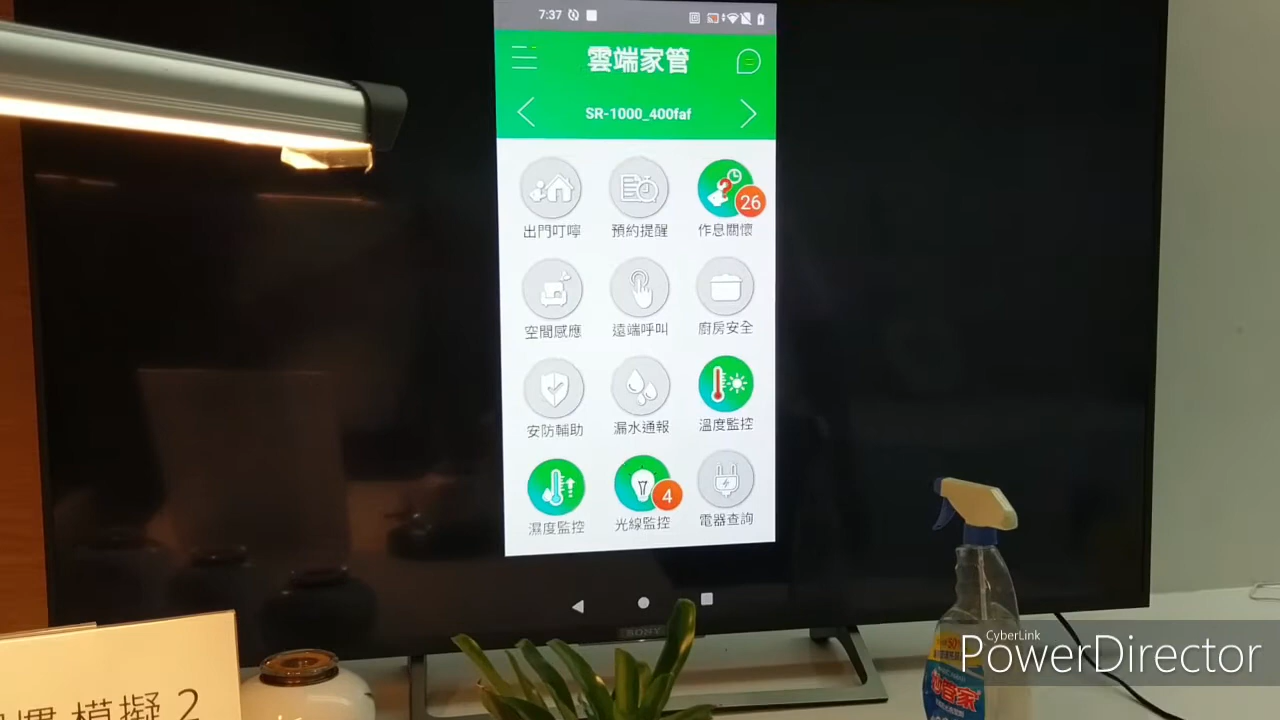 7:37
雲端家管
SR-1000_400faf
出門叮嚀
預約提醒
26
作息關懷
空間感應
遠端呼叫
廚房安全
安防輔助
漏水通報
溫度監控
濕度監控
4
光線監控
電器查詢
SONY
模擬 2
CyberLink
PowerDirector